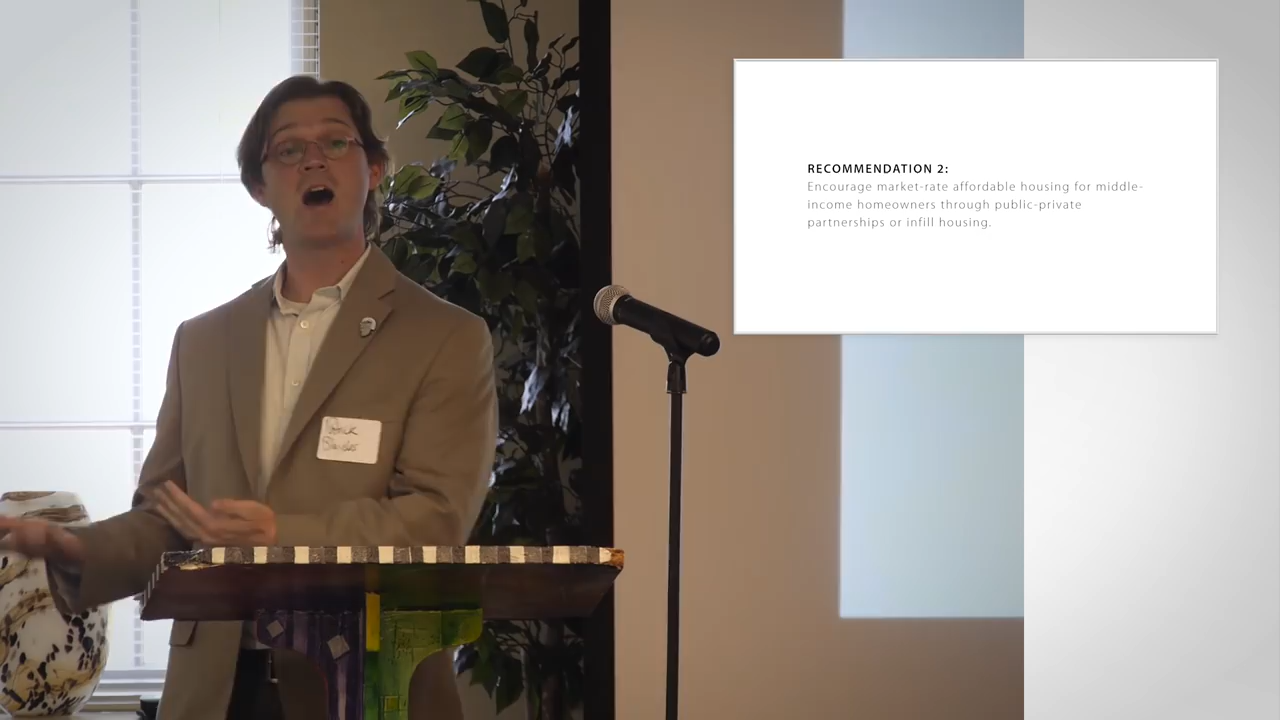 RECOMMENDATION 2:
Encourage market-rate affordable housing for middle-
income homeowners through public-private
partnerships or infill housing.